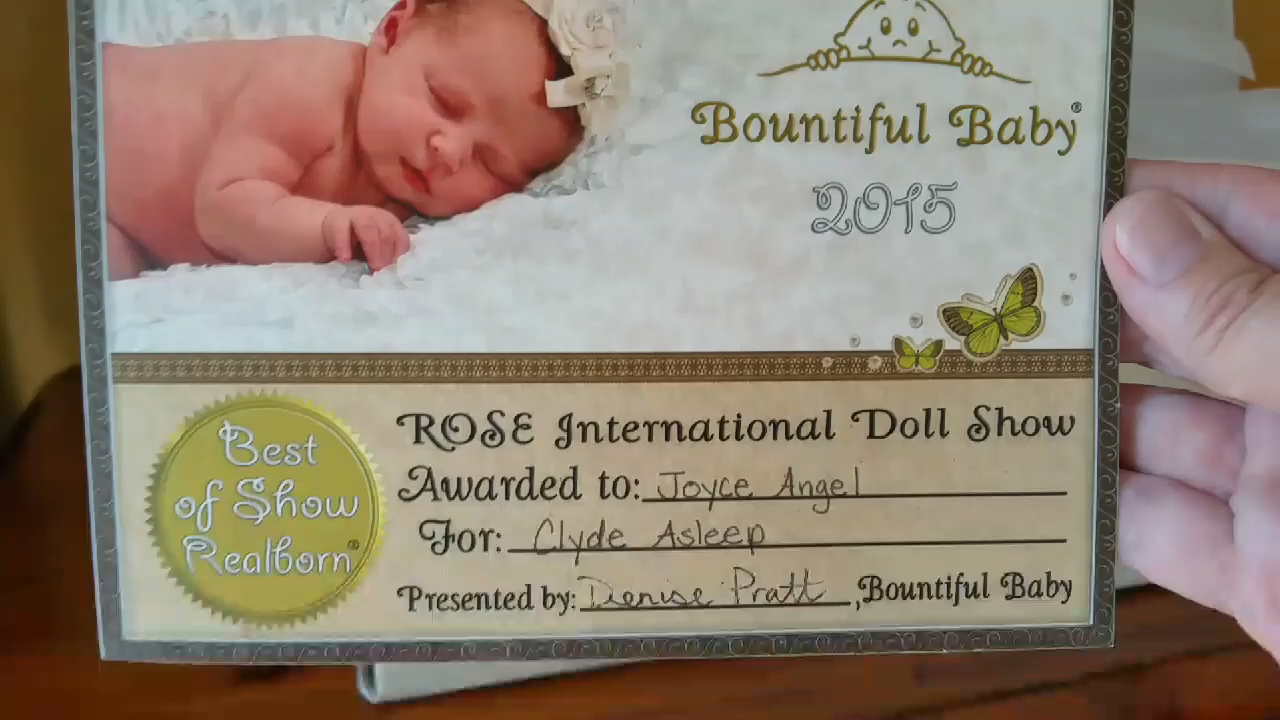 Bountiful Baby®
2015
Best
of Show
Realborn®
ROSE International Doll Show
Awarded to: Joyce Angel
For: Clyde Asleep
Presented by: Denise Pratt, Bountiful Baby